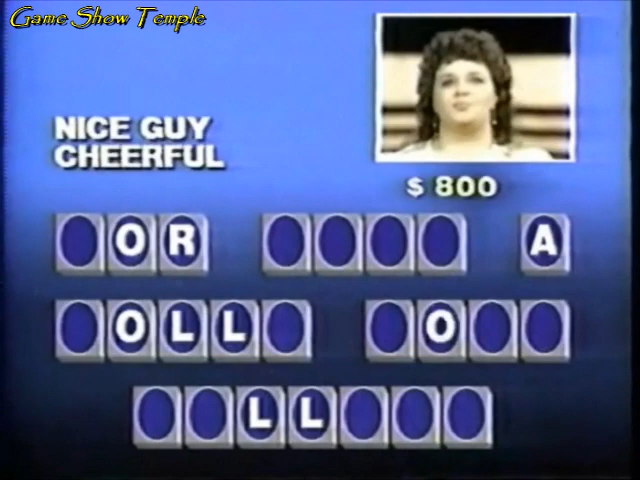 Game Show Temple
NICE GUY
CHEERFUL
$ 800
OR A
OLL O
LL